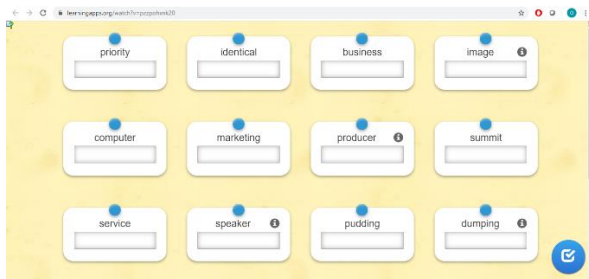 priority identical business image
computer marketing producer summit
service speaker pudding dumping